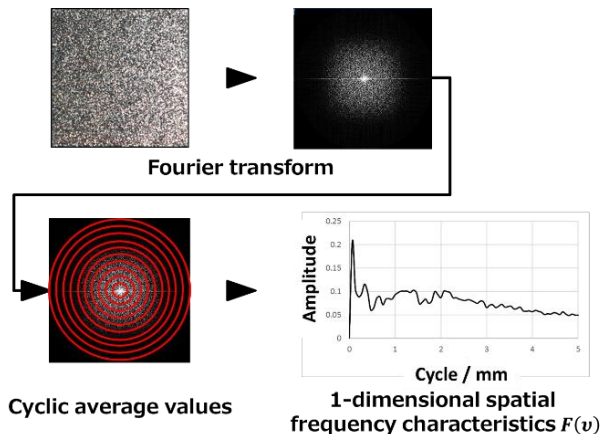 Fourier transform
Cyclic average values
0.25
0.2
0.15
0.1
0.05
0
Amplitude
0 1 2 3 4 5
Cycle / mm
1-dimensional spatial
frequency characteristics F(υ)